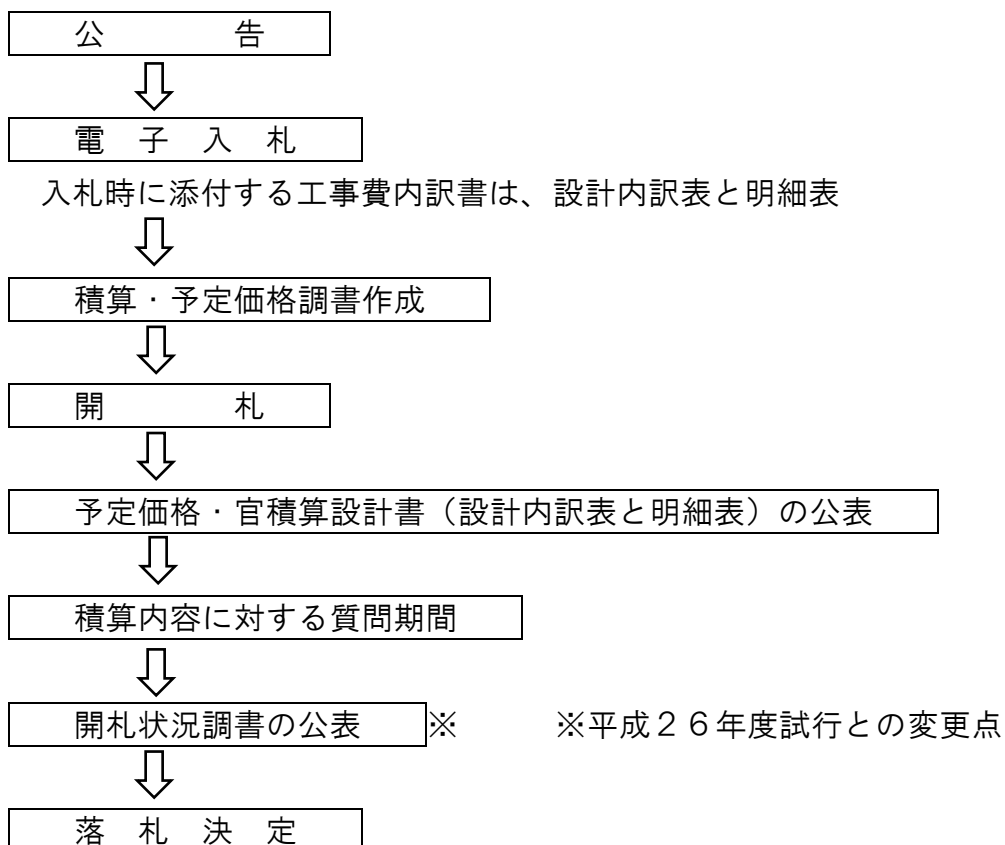 公　　　　告
電　子　入　札
入札時に添付する工事費内訳書は、設計内訳表と明細表
積算・予定価格調書作成
開　　　　札
予定価格・官積算設計書（設計内訳表と明細表）の公表
積算内容に対する質問期間
開札状況調書の公表　※　　　※平成２６年度試行との変更点
落　札　決　定